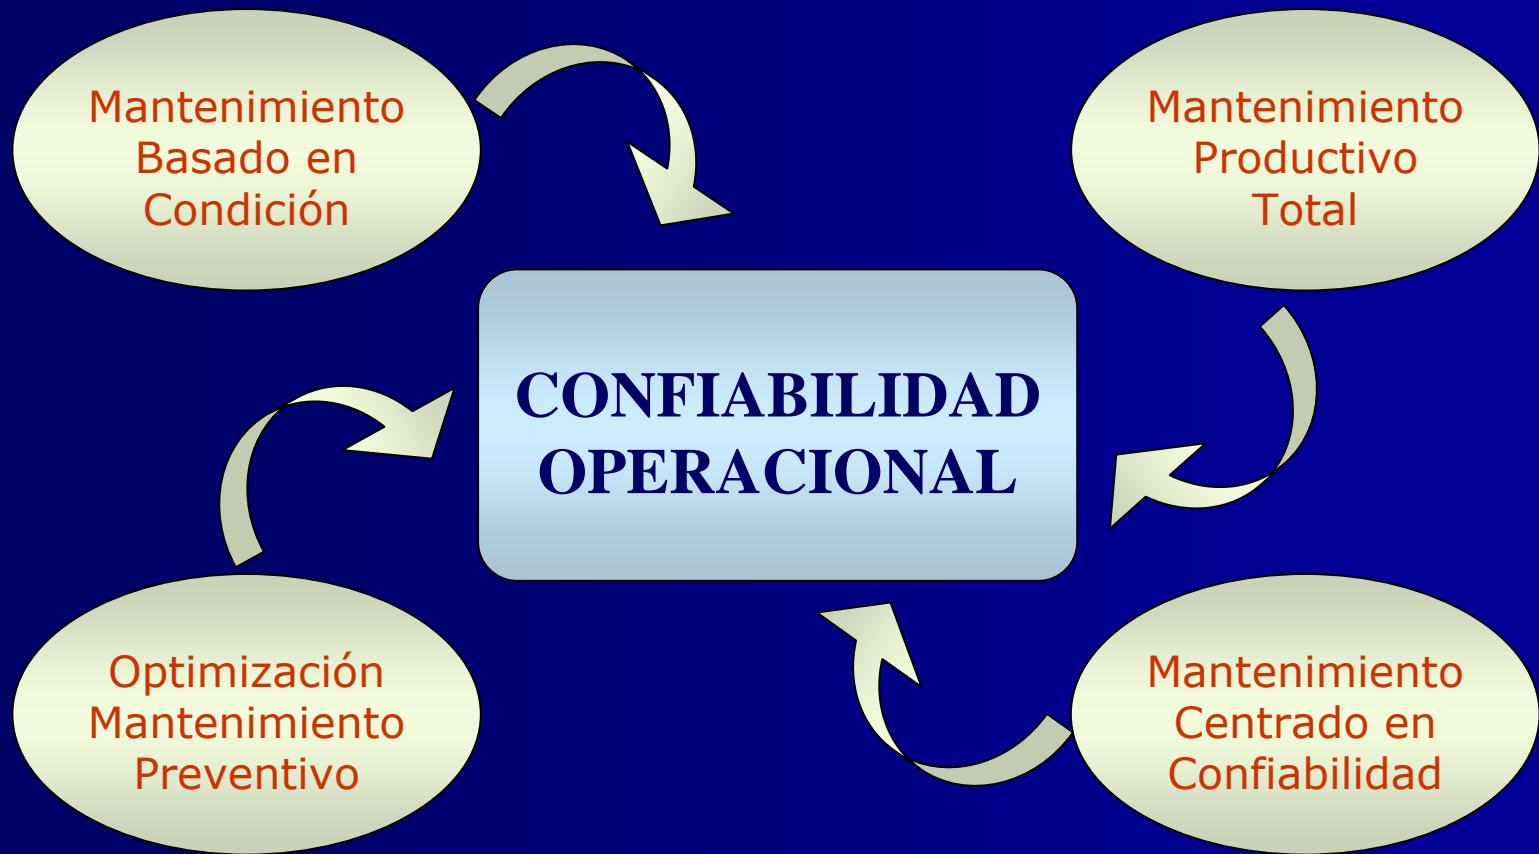 Mantenimiento
Basado en
Condición
Mantenimiento
Productivo
Total
CONFIABILIDAD
OPERACIONAL
Optimización
Mantenimiento
Preventivo
Mantenimiento
Centrado en
Confiabilidad